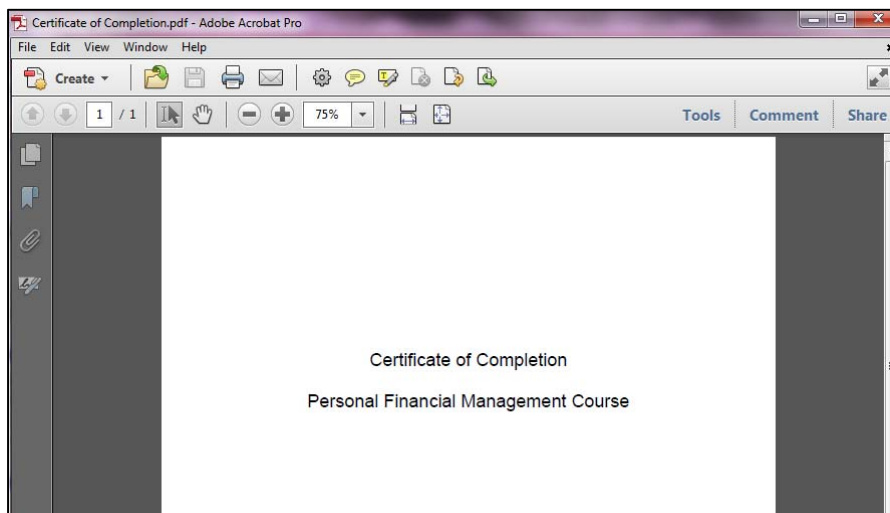 Certificate of Completion.pdf - Adobe Acrobat Pro
File Edit View Window Help
Create
1 / 1 75% Tools Comment Share
Certificate of Completion
Personal Financial Management Course